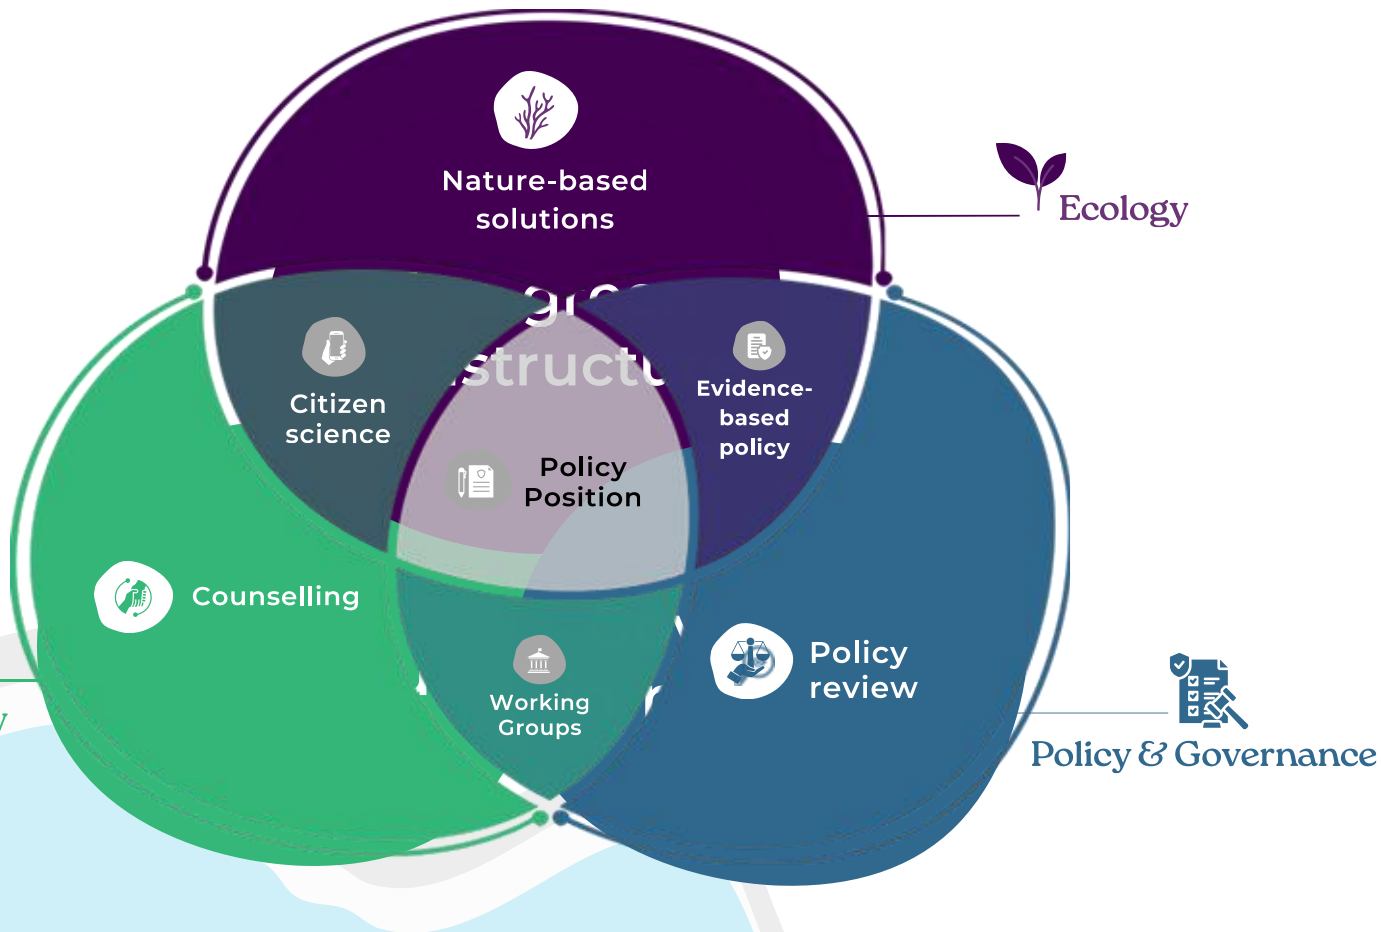 Nature-based
solutions
Ecology
Citizen
science
Evidence-
based
policy
Policy
Position
Counselling
Policy
review
Working
Groups
Policy & Governance